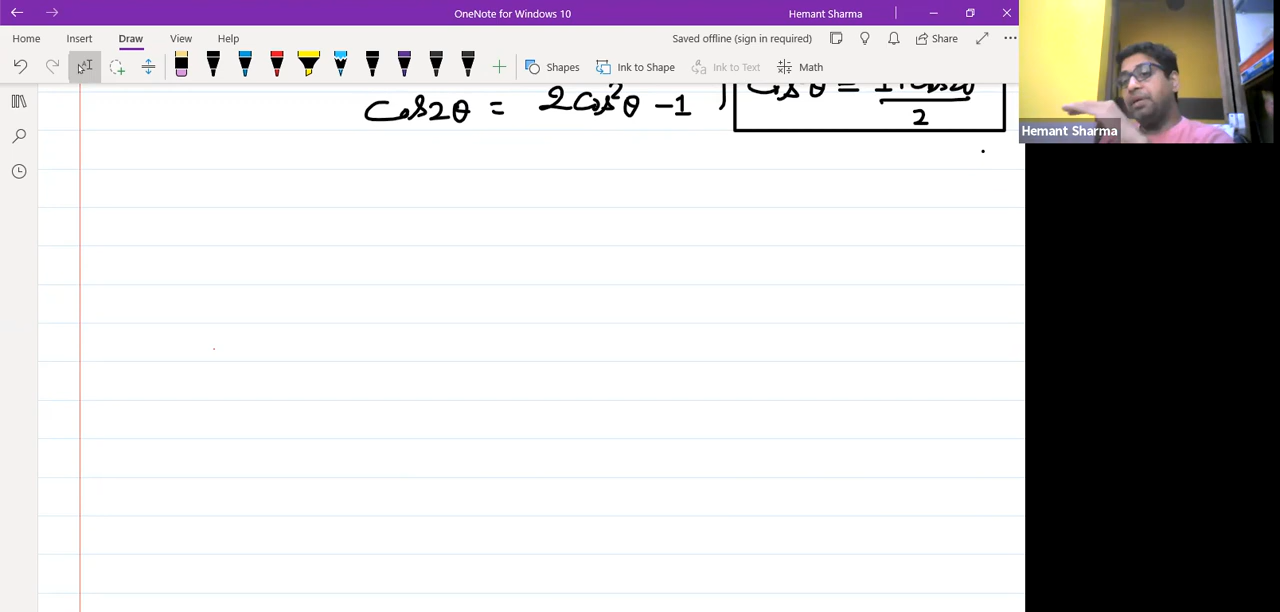 OneNote for Windows 10
Hemant Sharma
Home Insert Draw View Help
Saved offline (sign in required) Share
Shapes Ink to Shape Ink to Text Math
Cos2θ = 2Cos²θ - 1 ,
2
Hemant Sharma